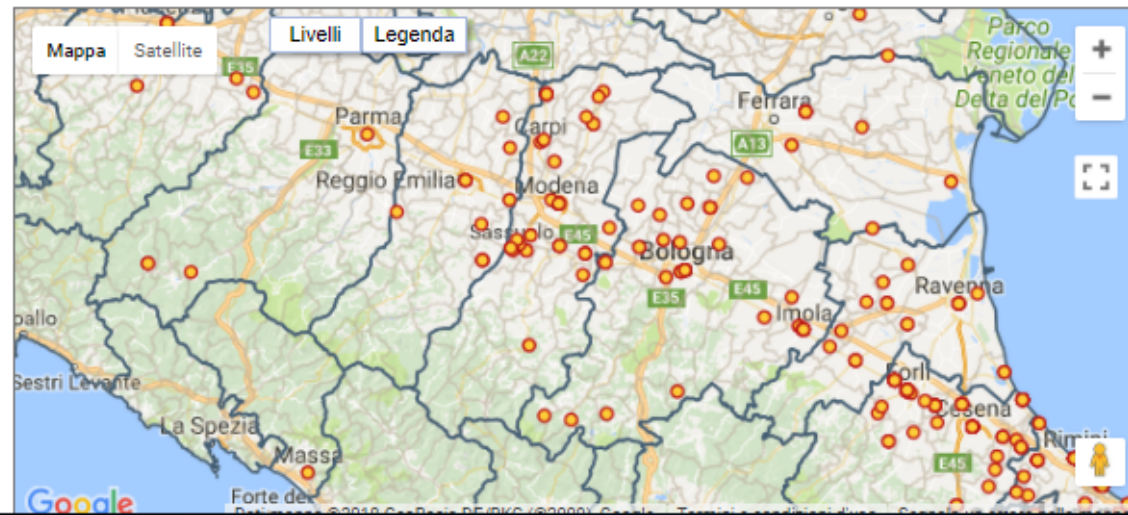 Livelli
Legenda
Mappa
Satellite
Parco
Regionale
Veneto del
Delta del Po
E35
A22
Ferrara
Parma
Carpi
A13
E33
Reggio Emilia
Modena
Sassuolo
E45
Bologna
Ravenna
E35
E45
Imola
Sestri Levante
Forlì
Cesena
La Spezia
Rimini
Massa
E45
Google
Forte dei